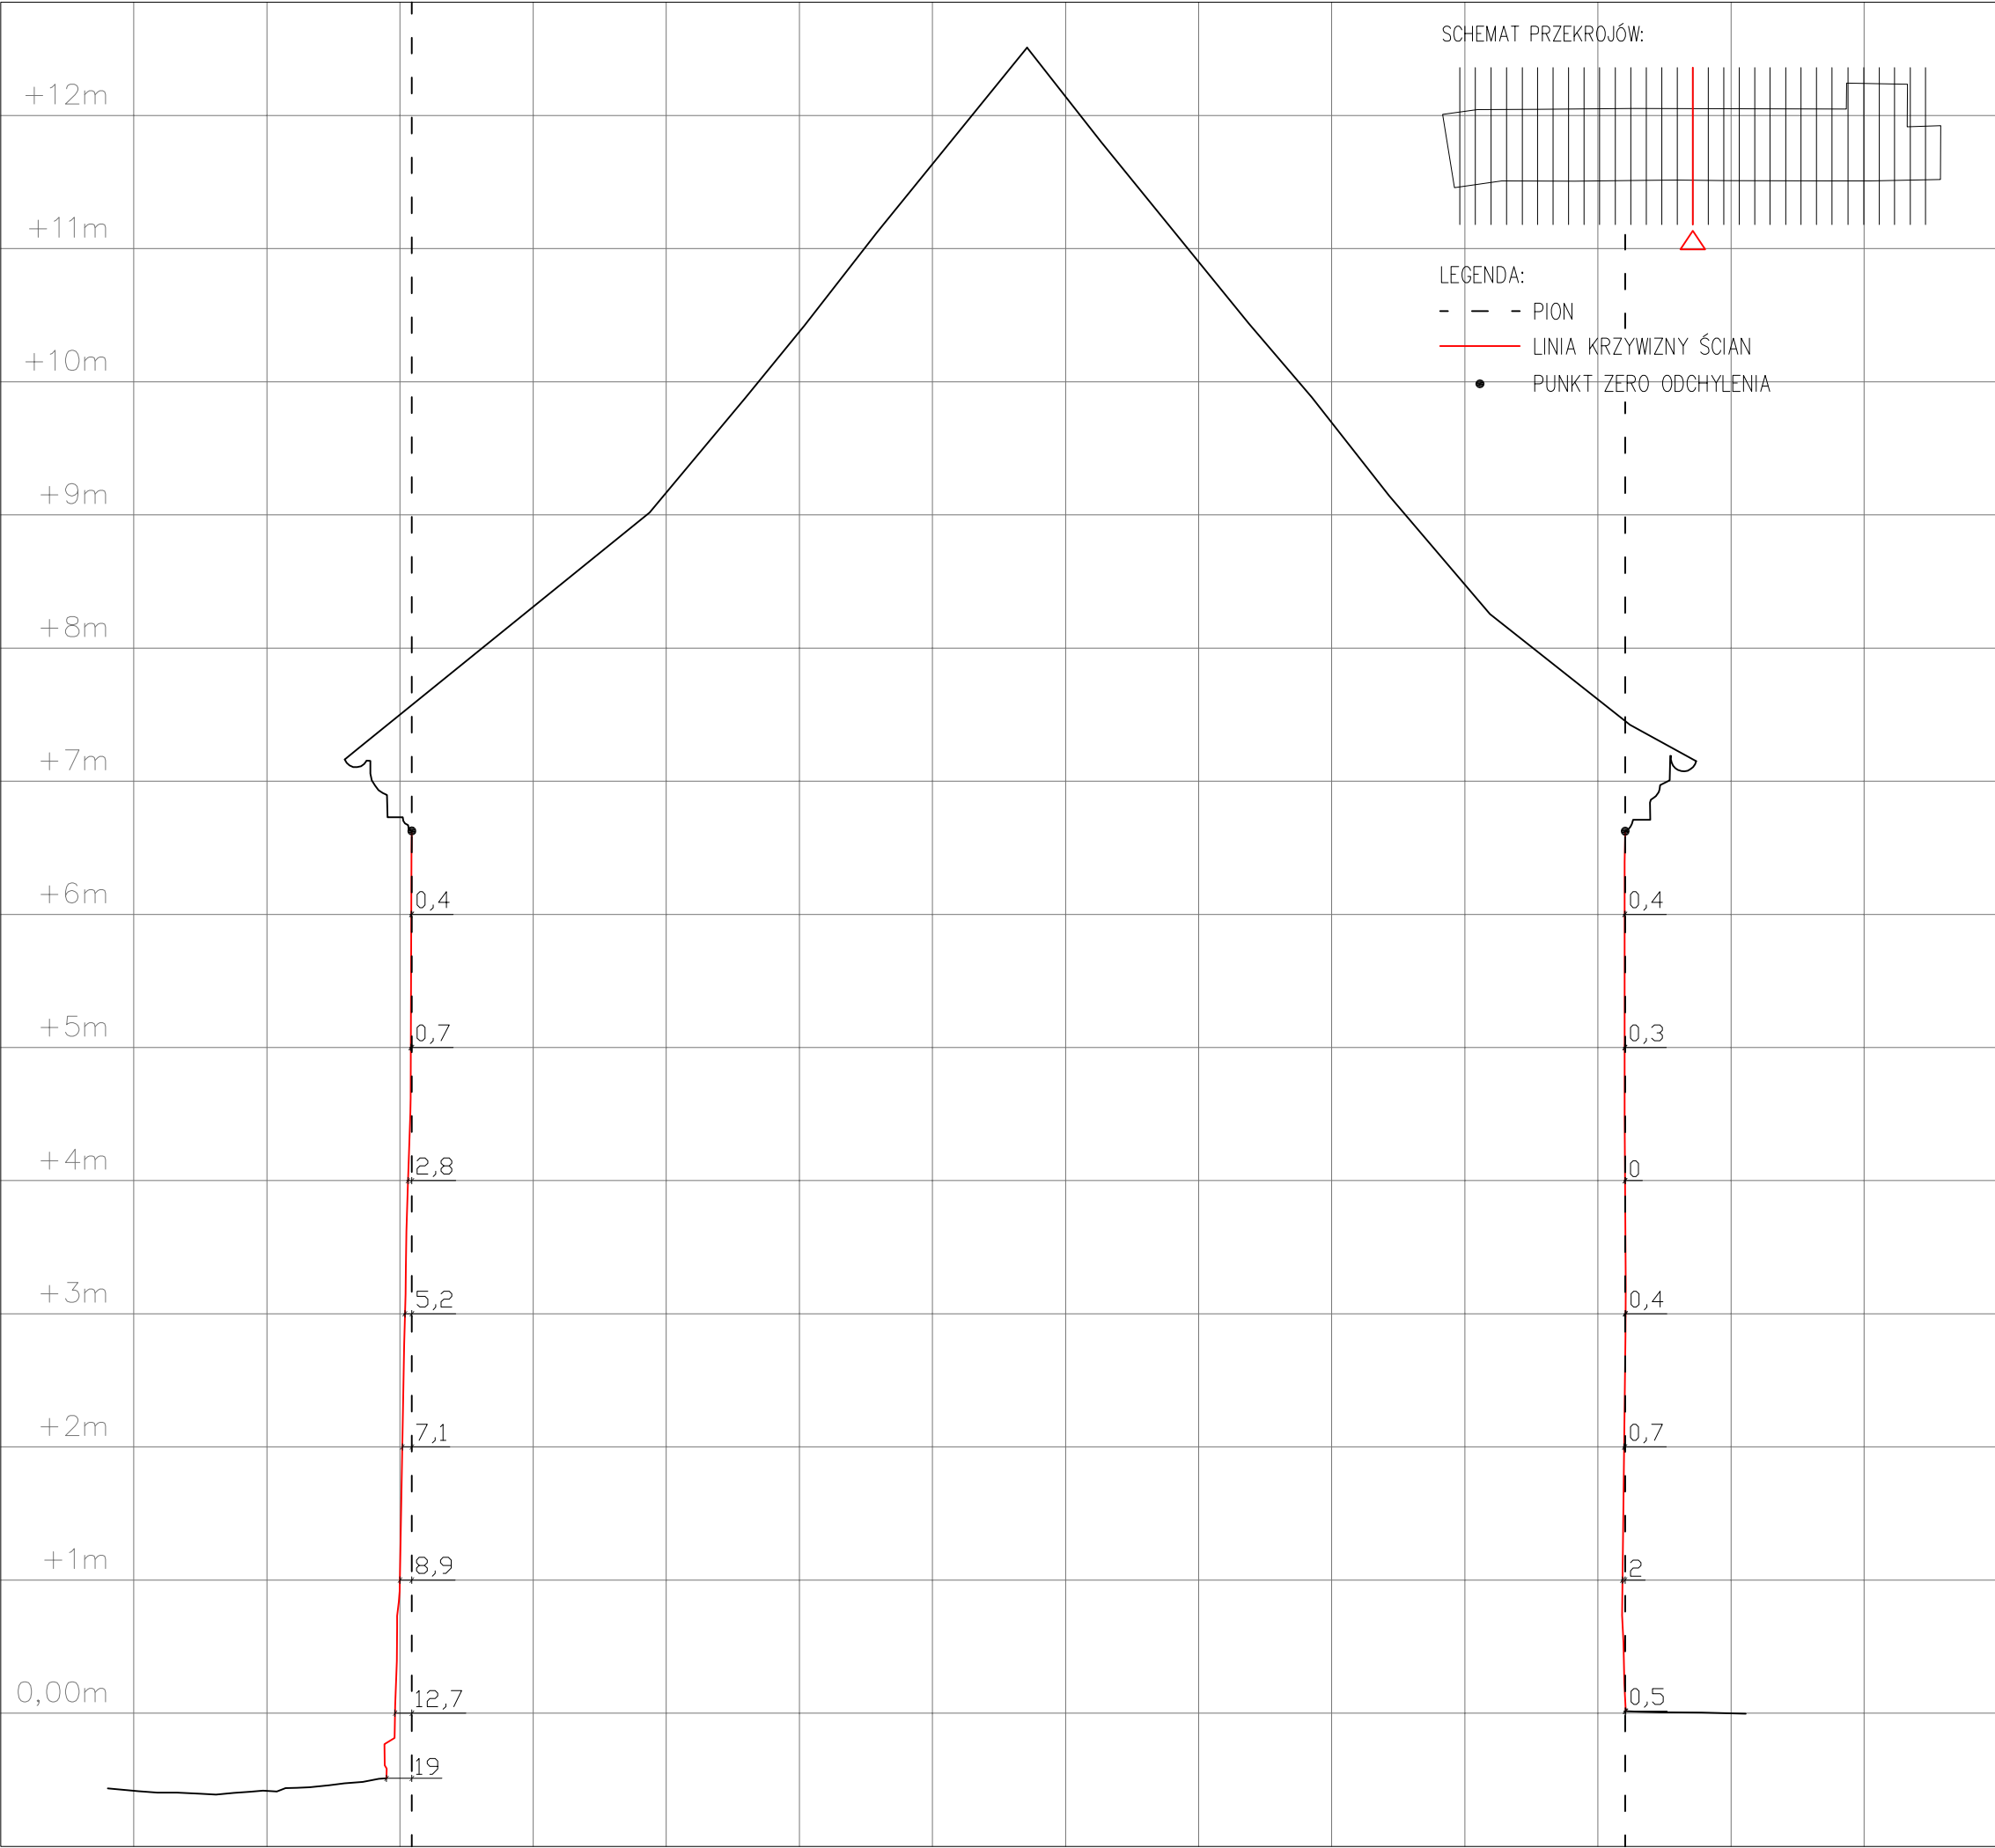 SCHEMAT PRZEKROJÓW:
+12m
+11m
LEGENDA:
PION
LINIA KRZYWIZNY ŚCIAN
+10m
PUNKT ZERO ODCHYLENIA
+9m
+8m
+7m
+6m 0,4 0,4
+5m 0,7 0,3
+4m 2,8 0
+3m 5,2 0,4
+2m 7,1 0,7
+1m 8,9 2
0,00m 12,7 0,5
19